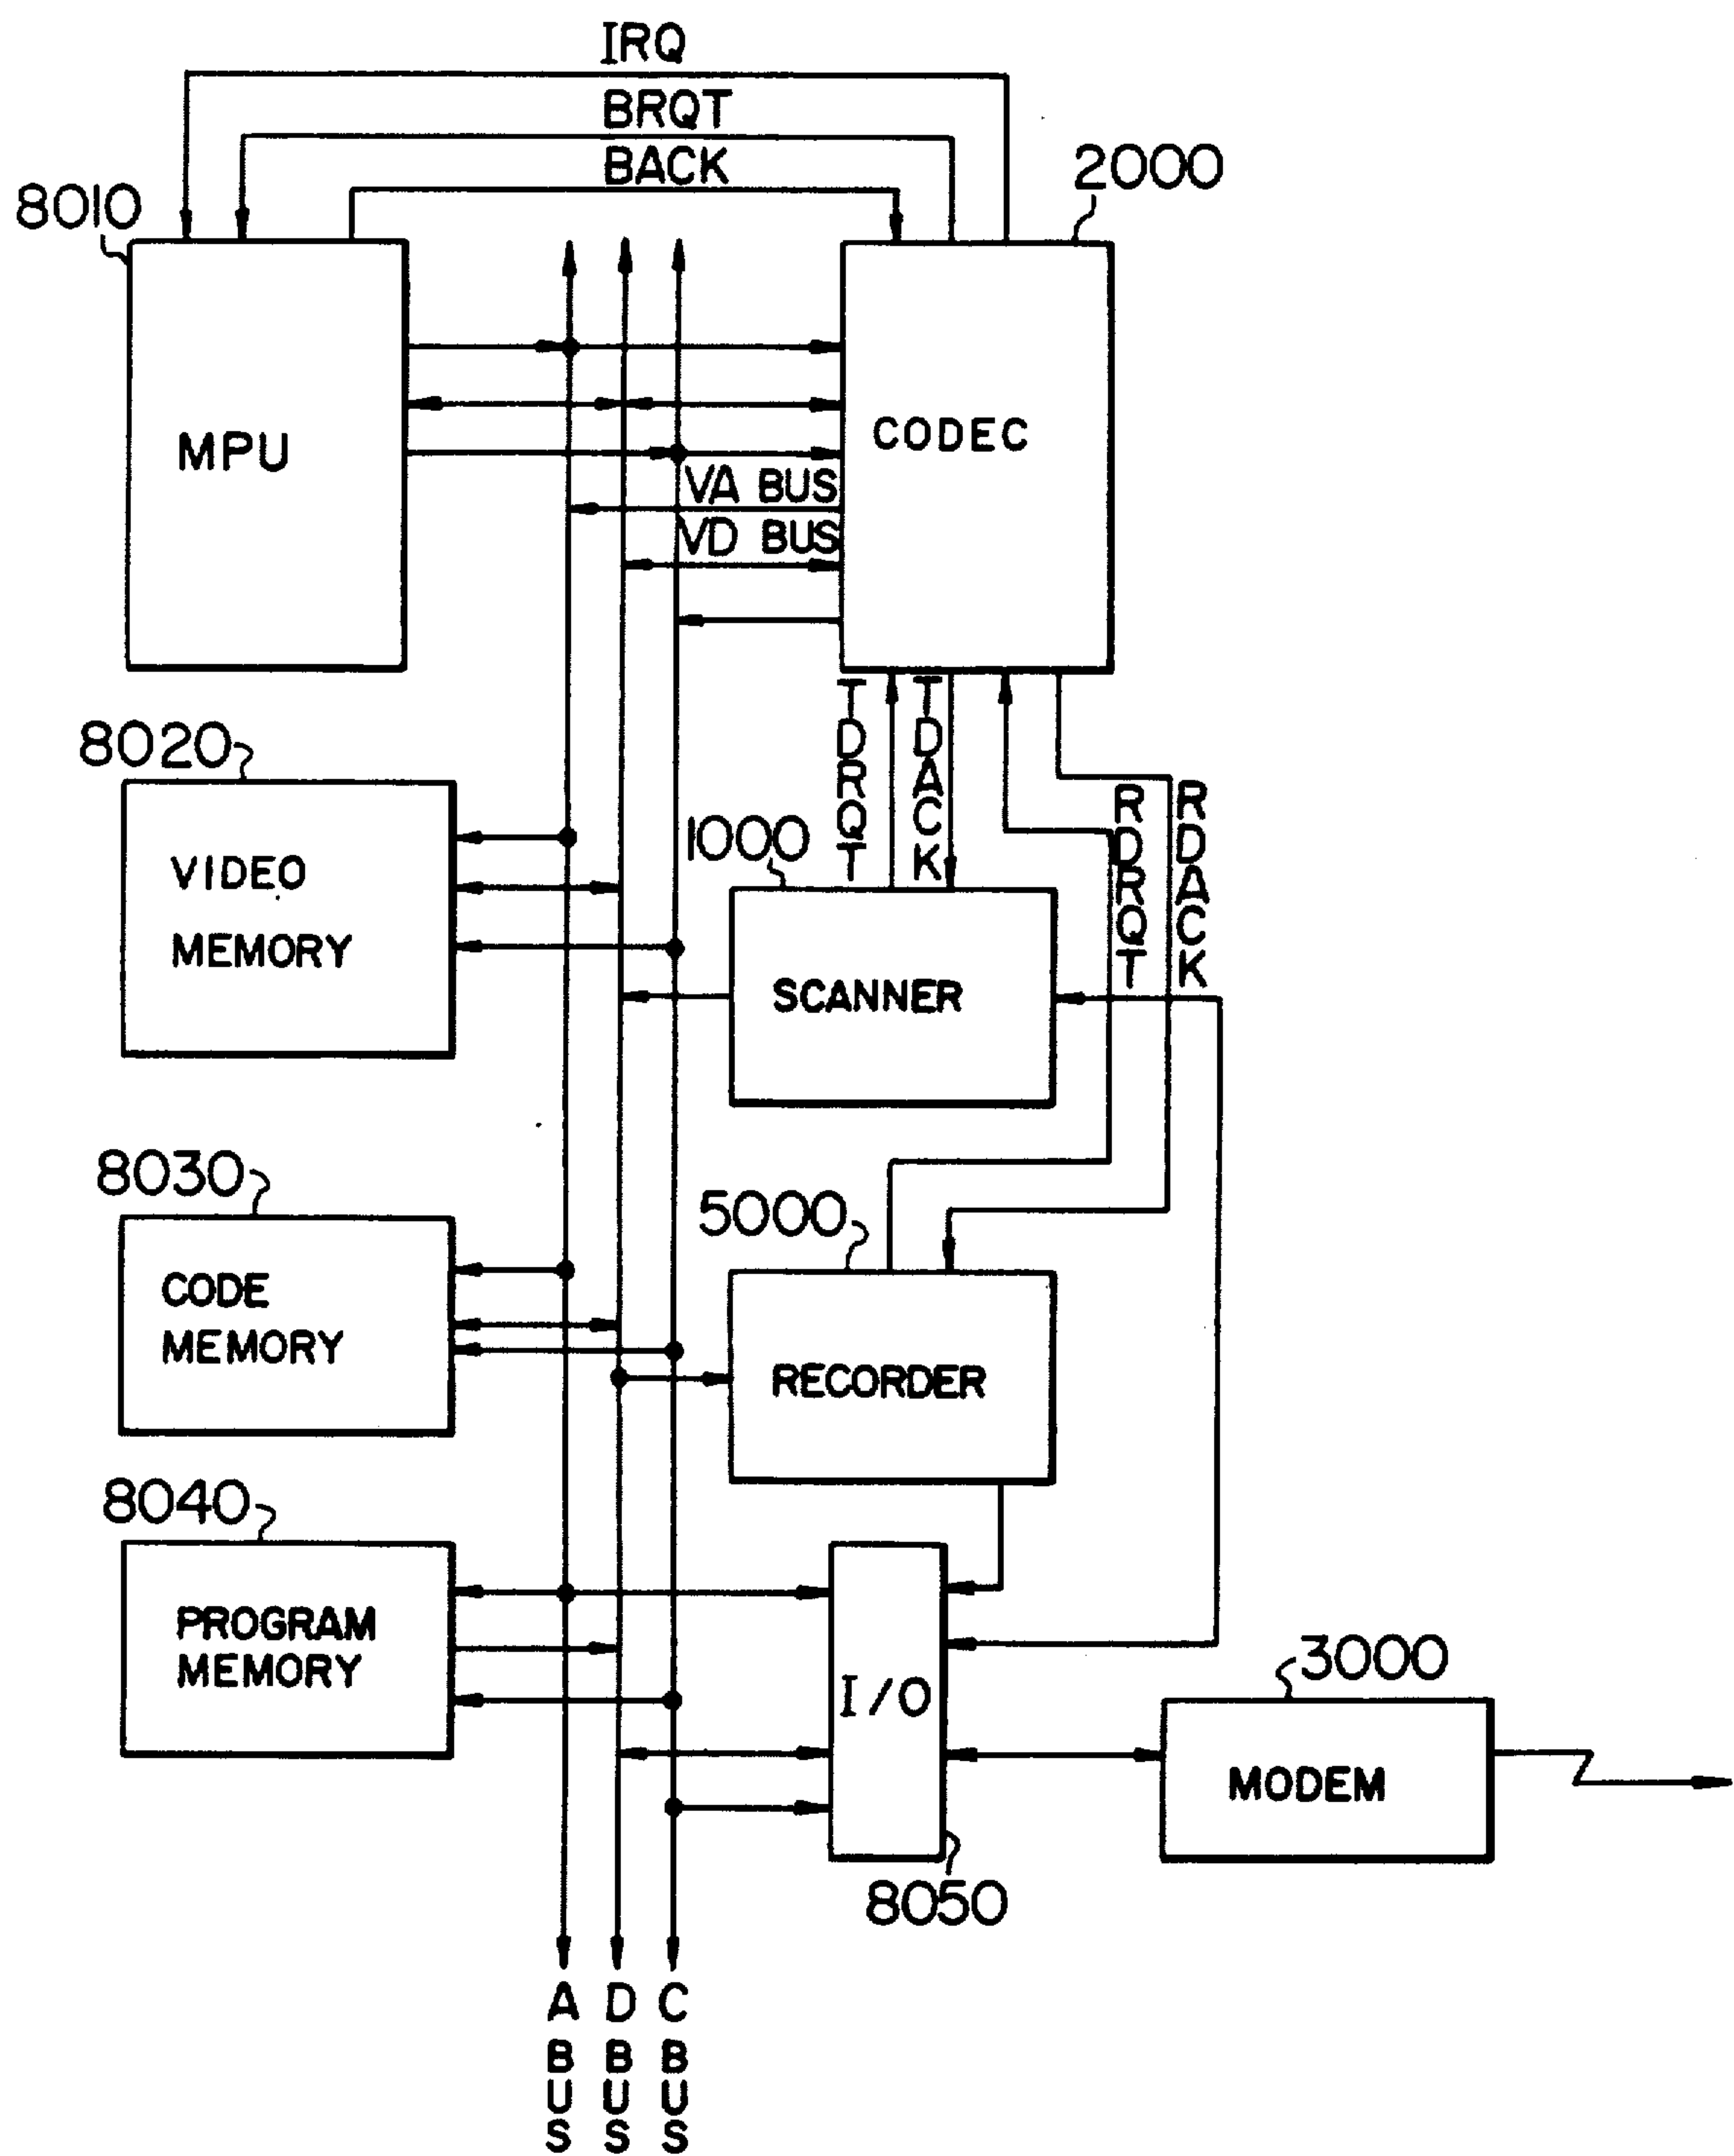 IRQ
BRQT
BACK
8010
2000
MPU
CODEC
VA BUS
VD BUS
8020
TDRQT
TDACK
RDRQT
RDACK
1000
VIDEO
MEMORY
SCANNER
8030
5000
CODE
MEMORY
RECORDER
8040
PROGRAM
MEMORY
I/O
3000
MODEM
8050
A BUS
D BUS
C BUS